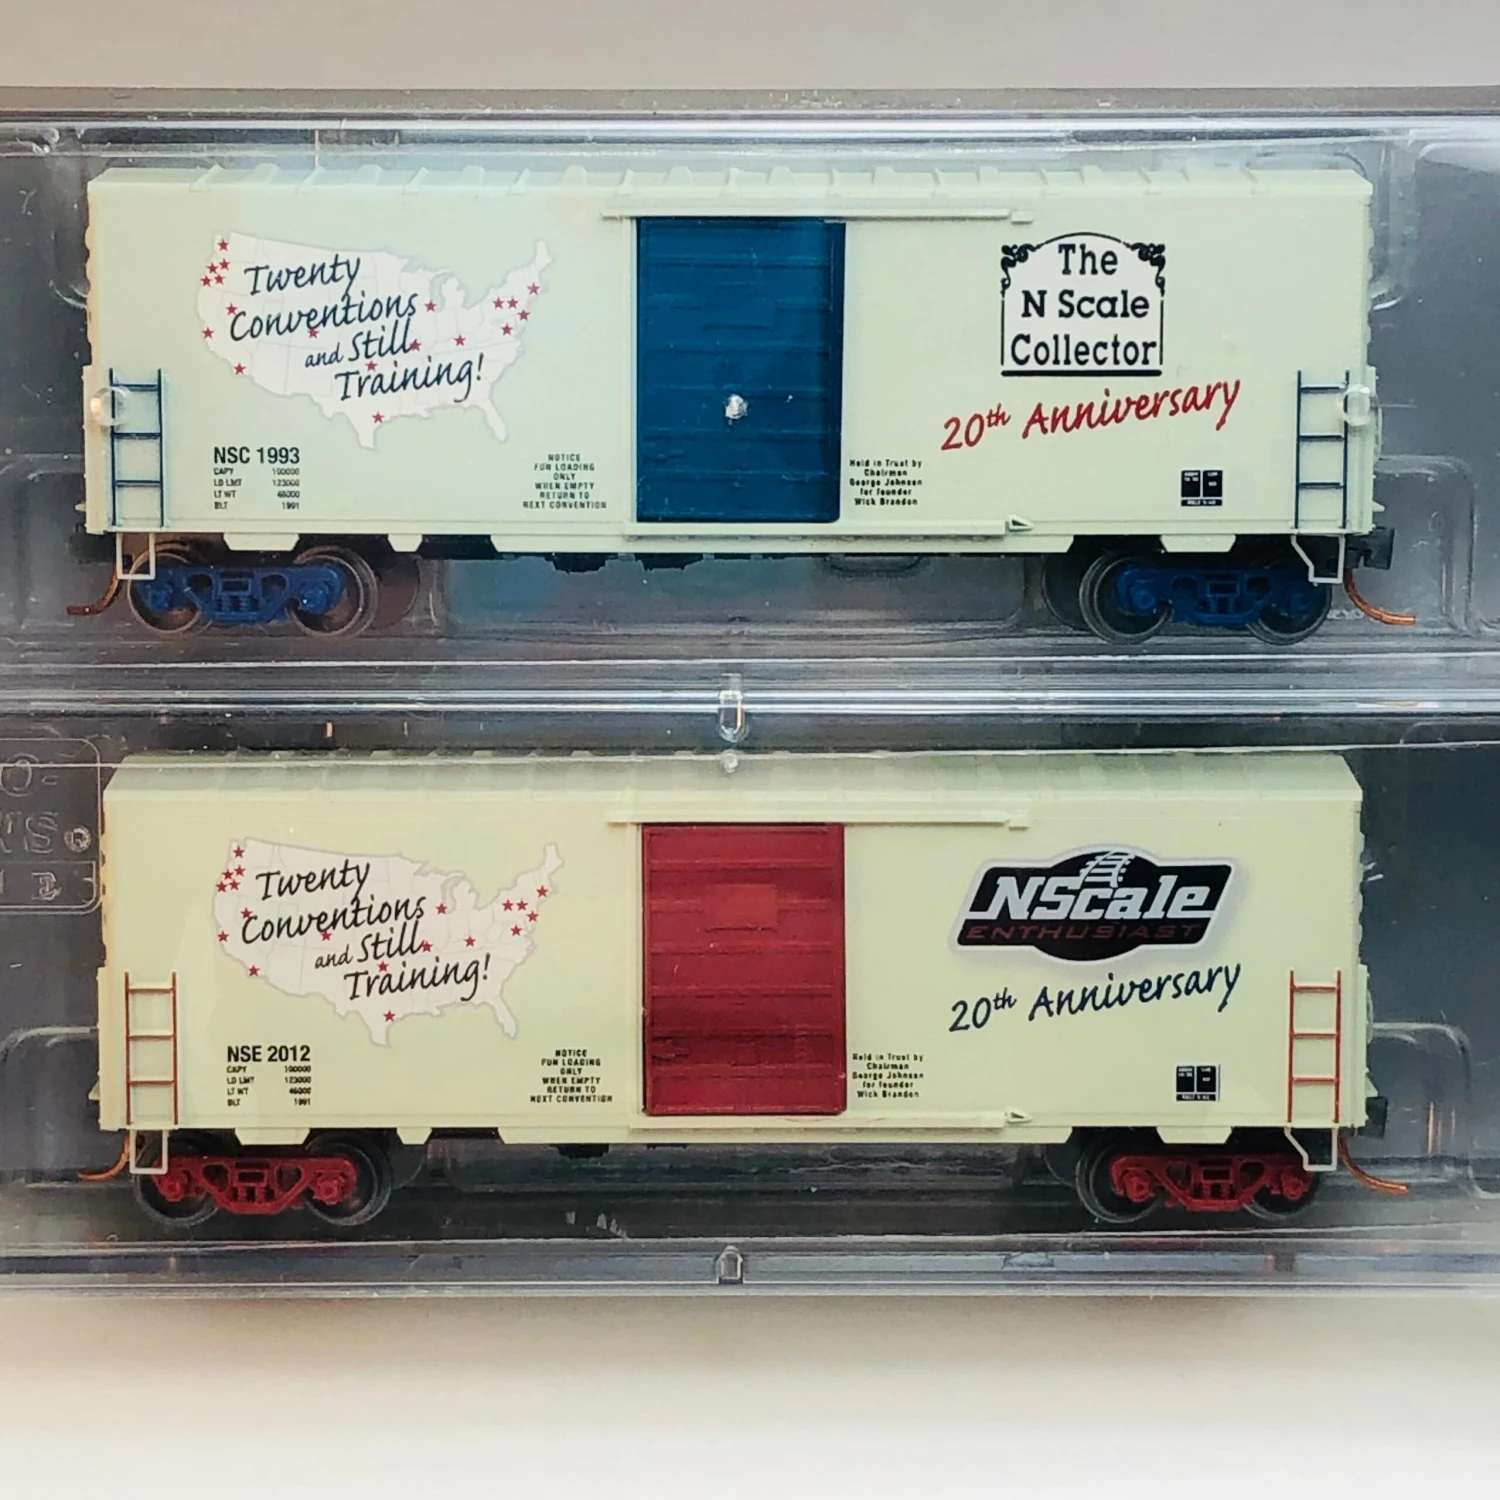 Twenty
Conventions
and Still
Training!
NSC 1993
CAPY 100000
LD LMT 123000
LT WT 46000
BLT 1991
NOTICE
FUN LOADING
ONLY
WHEN EMPTY
RETURN TO
NEXT CONVENTION
The
N Scale
Collector
20th Anniversary
Held in Trust by
Chairman
George Johnsen
for founder
Wick Brandon
Twenty
Conventions
and Still
Training!
NSE 2012
CAPY 100000
LD LMT 123000
LT WT 46000
BLT 1991
NOTICE
FUN LOADING
ONLY
WHEN EMPTY
RETURN TO
NEXT CONVENTION
NScale
ENTHUSIAST
20th Anniversary
Held in Trust by
Chairman
George Johnsen
for founder
Wick Brandon